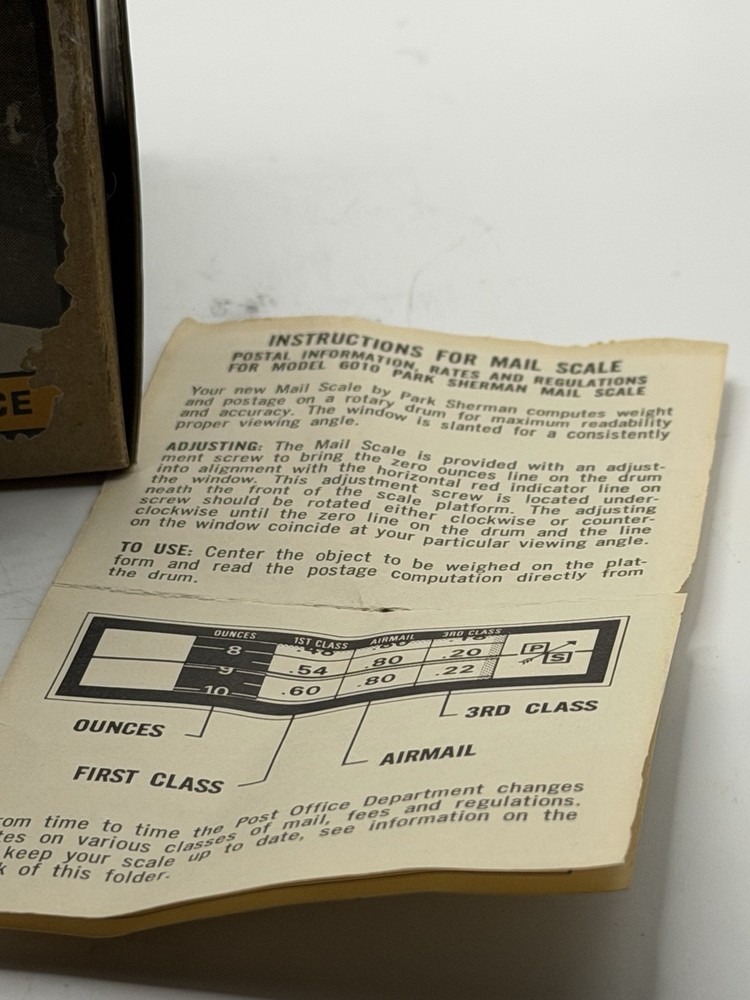 CE
INSTRUCTIONS FOR MAIL SCALE
POSTAL INFORMATION, RATES AND REGULATIONS
FOR MODEL 6010 PARK SHERMAN MAIL SCALE
Your new Mail Scale by Park Sherman computes weight
and postage on a rotary drum for maximum readability
and accuracy. The window is slanted for a consistently
proper viewing angle.
ADJUSTING: The Mail Scale is provided with an adjust-
ment screw to bring the zero ounces line on the drum
into alignment with the horizontal red indicator line on
the window. This adjustment screw is located under-
neath the front of the scale platform. The adjusting
screw should be rotated either clockwise or counter-
clockwise until the zero line on the drum and the line
on the window coincide at your particular viewing angle.
TO USE: Center the object to be weighed on the plat-
form and read the postage computation directly from
the drum.
OUNCES 1ST CLASS AIRMAIL 3RD CLASS
8 .54 .80 .20
9 .60 .80 .22
10
P S
OUNCES
FIRST CLASS
AIRMAIL
3RD CLASS
om time to time the Post Office Department changes
tes on various classes of mail, fees and regulations.
keep your scale up to date, see information on the
k of this folder.